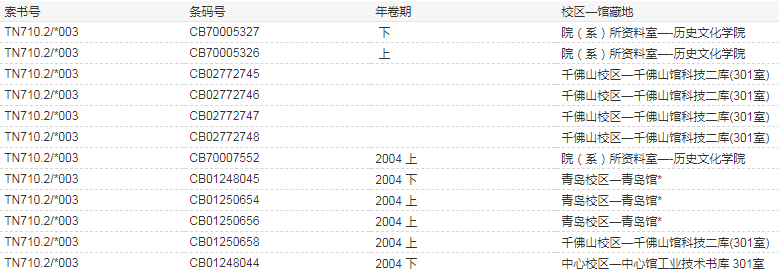 索书号 条码号 年卷期 校区—馆藏地
TN710.2/*003 CB70005327 下 院（系）所资料室—-历史文化学院
TN710.2/*003 CB70005326 上 院（系）所资料室—-历史文化学院
TN710.2/*003 CB02772745 千佛山校区—千佛山馆科技二库(301室)
TN710.2/*003 CB02772746 千佛山校区—千佛山馆科技二库(301室)
TN710.2/*003 CB02772747 千佛山校区—千佛山馆科技二库(301室)
TN710.2/*003 CB02772748 千佛山校区—千佛山馆科技二库(301室)
TN710.2/*003 CB70007552 2004 上 院（系）所资料室—-历史文化学院
TN710.2/*003 CB01248045 2004 下 青岛校区—青岛馆*
TN710.2/*003 CB01250654 2004 上 青岛校区—青岛馆*
TN710.2/*003 CB01250656 2004 上 青岛校区—青岛馆*
TN710.2/*003 CB01250658 2004 上 千佛山校区—千佛山馆科技二库(301室)
TN710.2/*003 CB01248044 2004 下 中心校区—中心馆工业技术书库 301室